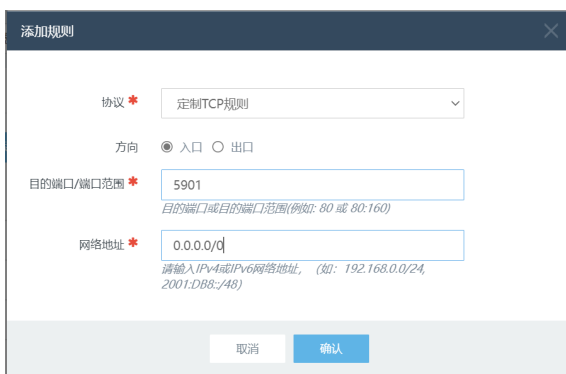 添加规则
协议 *
定制TCP规则
方向
入口 出口
目的端口/端口范围 *
5901
目的端口或目的端口范围(例如: 80 或 80:160)
网络地址 *
0.0.0.0/0
请输入IPv4或IPv6网络地址， (如：192.168.0.0/24,
2001:DB8::/48)
取消 确认